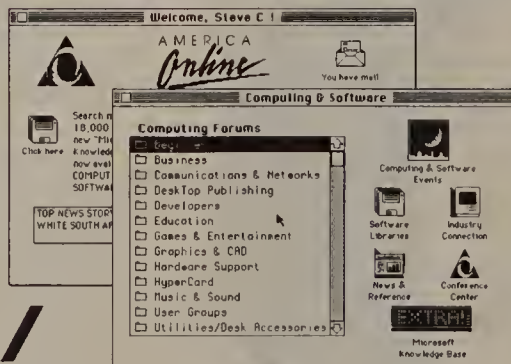 Welcome, Steve C !
AMERICA
Online
You have mail
Click here
Search
18,000
new "Mi
Knowled
now avai
COMPUT
SOFTWA
TOP NEWS STORY
WHITE SOUTH AF
Computing & Software
Computing Forums
Beginner
Business
Communications & Networks
DeskTop Publishing
Developers
Education
Games & Entertainment
Graphics & CAD
Hardware Support
HyperCard
Music & Sound
User Groups
Utilities/Desk Accessories
Computing & Software
Events
Software
Libraries
Industry
Connection
News &
Reference
Conference
Center
EXTRA!
Microsoft
Knowledge Base